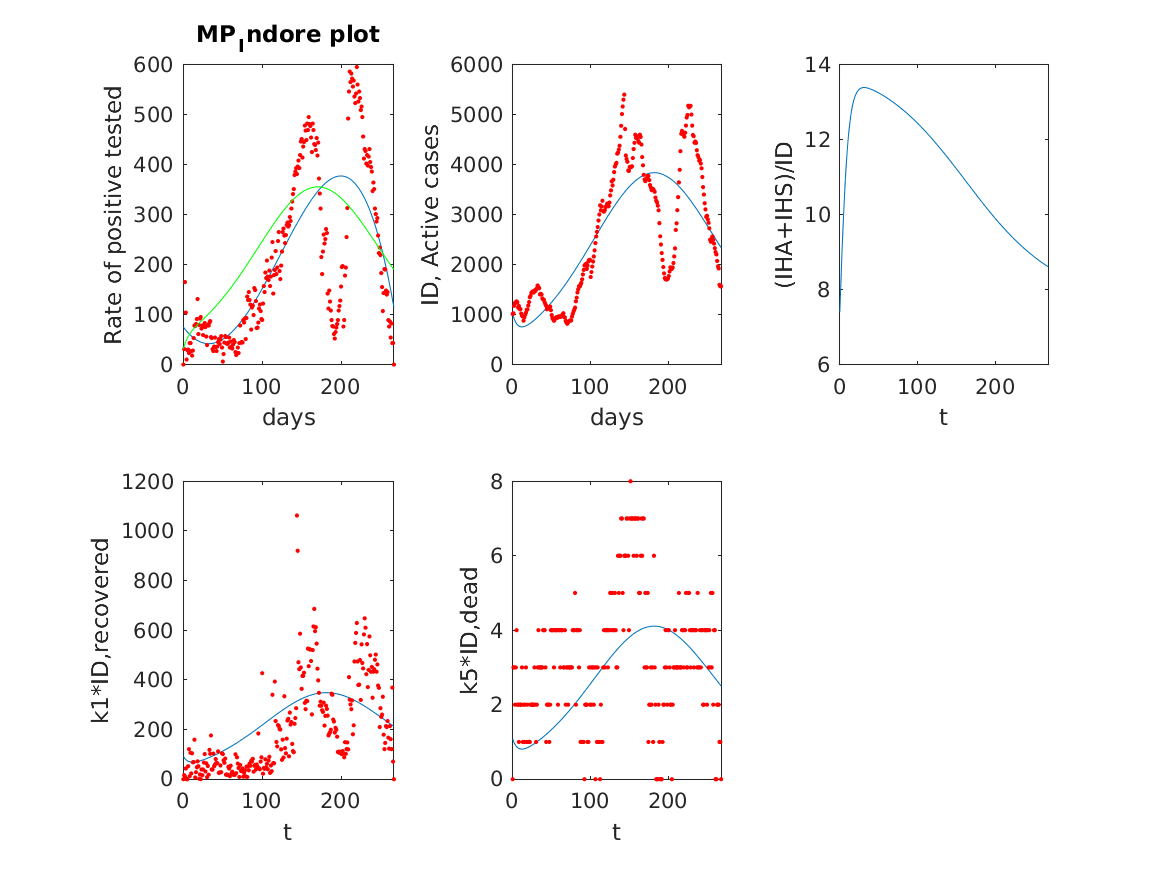 MP_Indore plot
600
500
400
300
200
100
0
0 100 200
Rate of positive tested
days
6000
5000
4000
3000
2000
1000
0
0 100 200
ID, Active cases
days
14
12
10
8
6
0 100 200
(IHA+IHS)/ID
t
1200
1000
800
600
400
200
0
0 100 200
k1*ID,recovered
t
8
6
4
2
0
0 100 200
k5*ID,dead
t